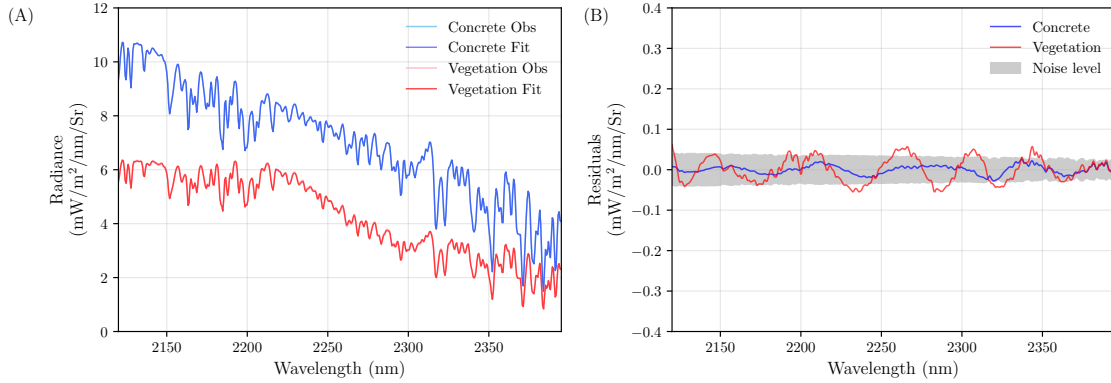 (A)
12
10
8
6
4
2
0
Radiance
(mW/m²/nm/Sr)
Concrete Obs
Concrete Fit
Vegetation Obs
Vegetation Fit
2150
2200
2250
2300
2350
Wavelength (nm)
(B)
0.4
0.3
0.2
0.1
0.0
−0.1
−0.2
−0.3
−0.4
Residuals
(mW/m²/nm/Sr)
Concrete
Vegetation
Noise level
2150
2200
2250
2300
2350
Wavelength (nm)